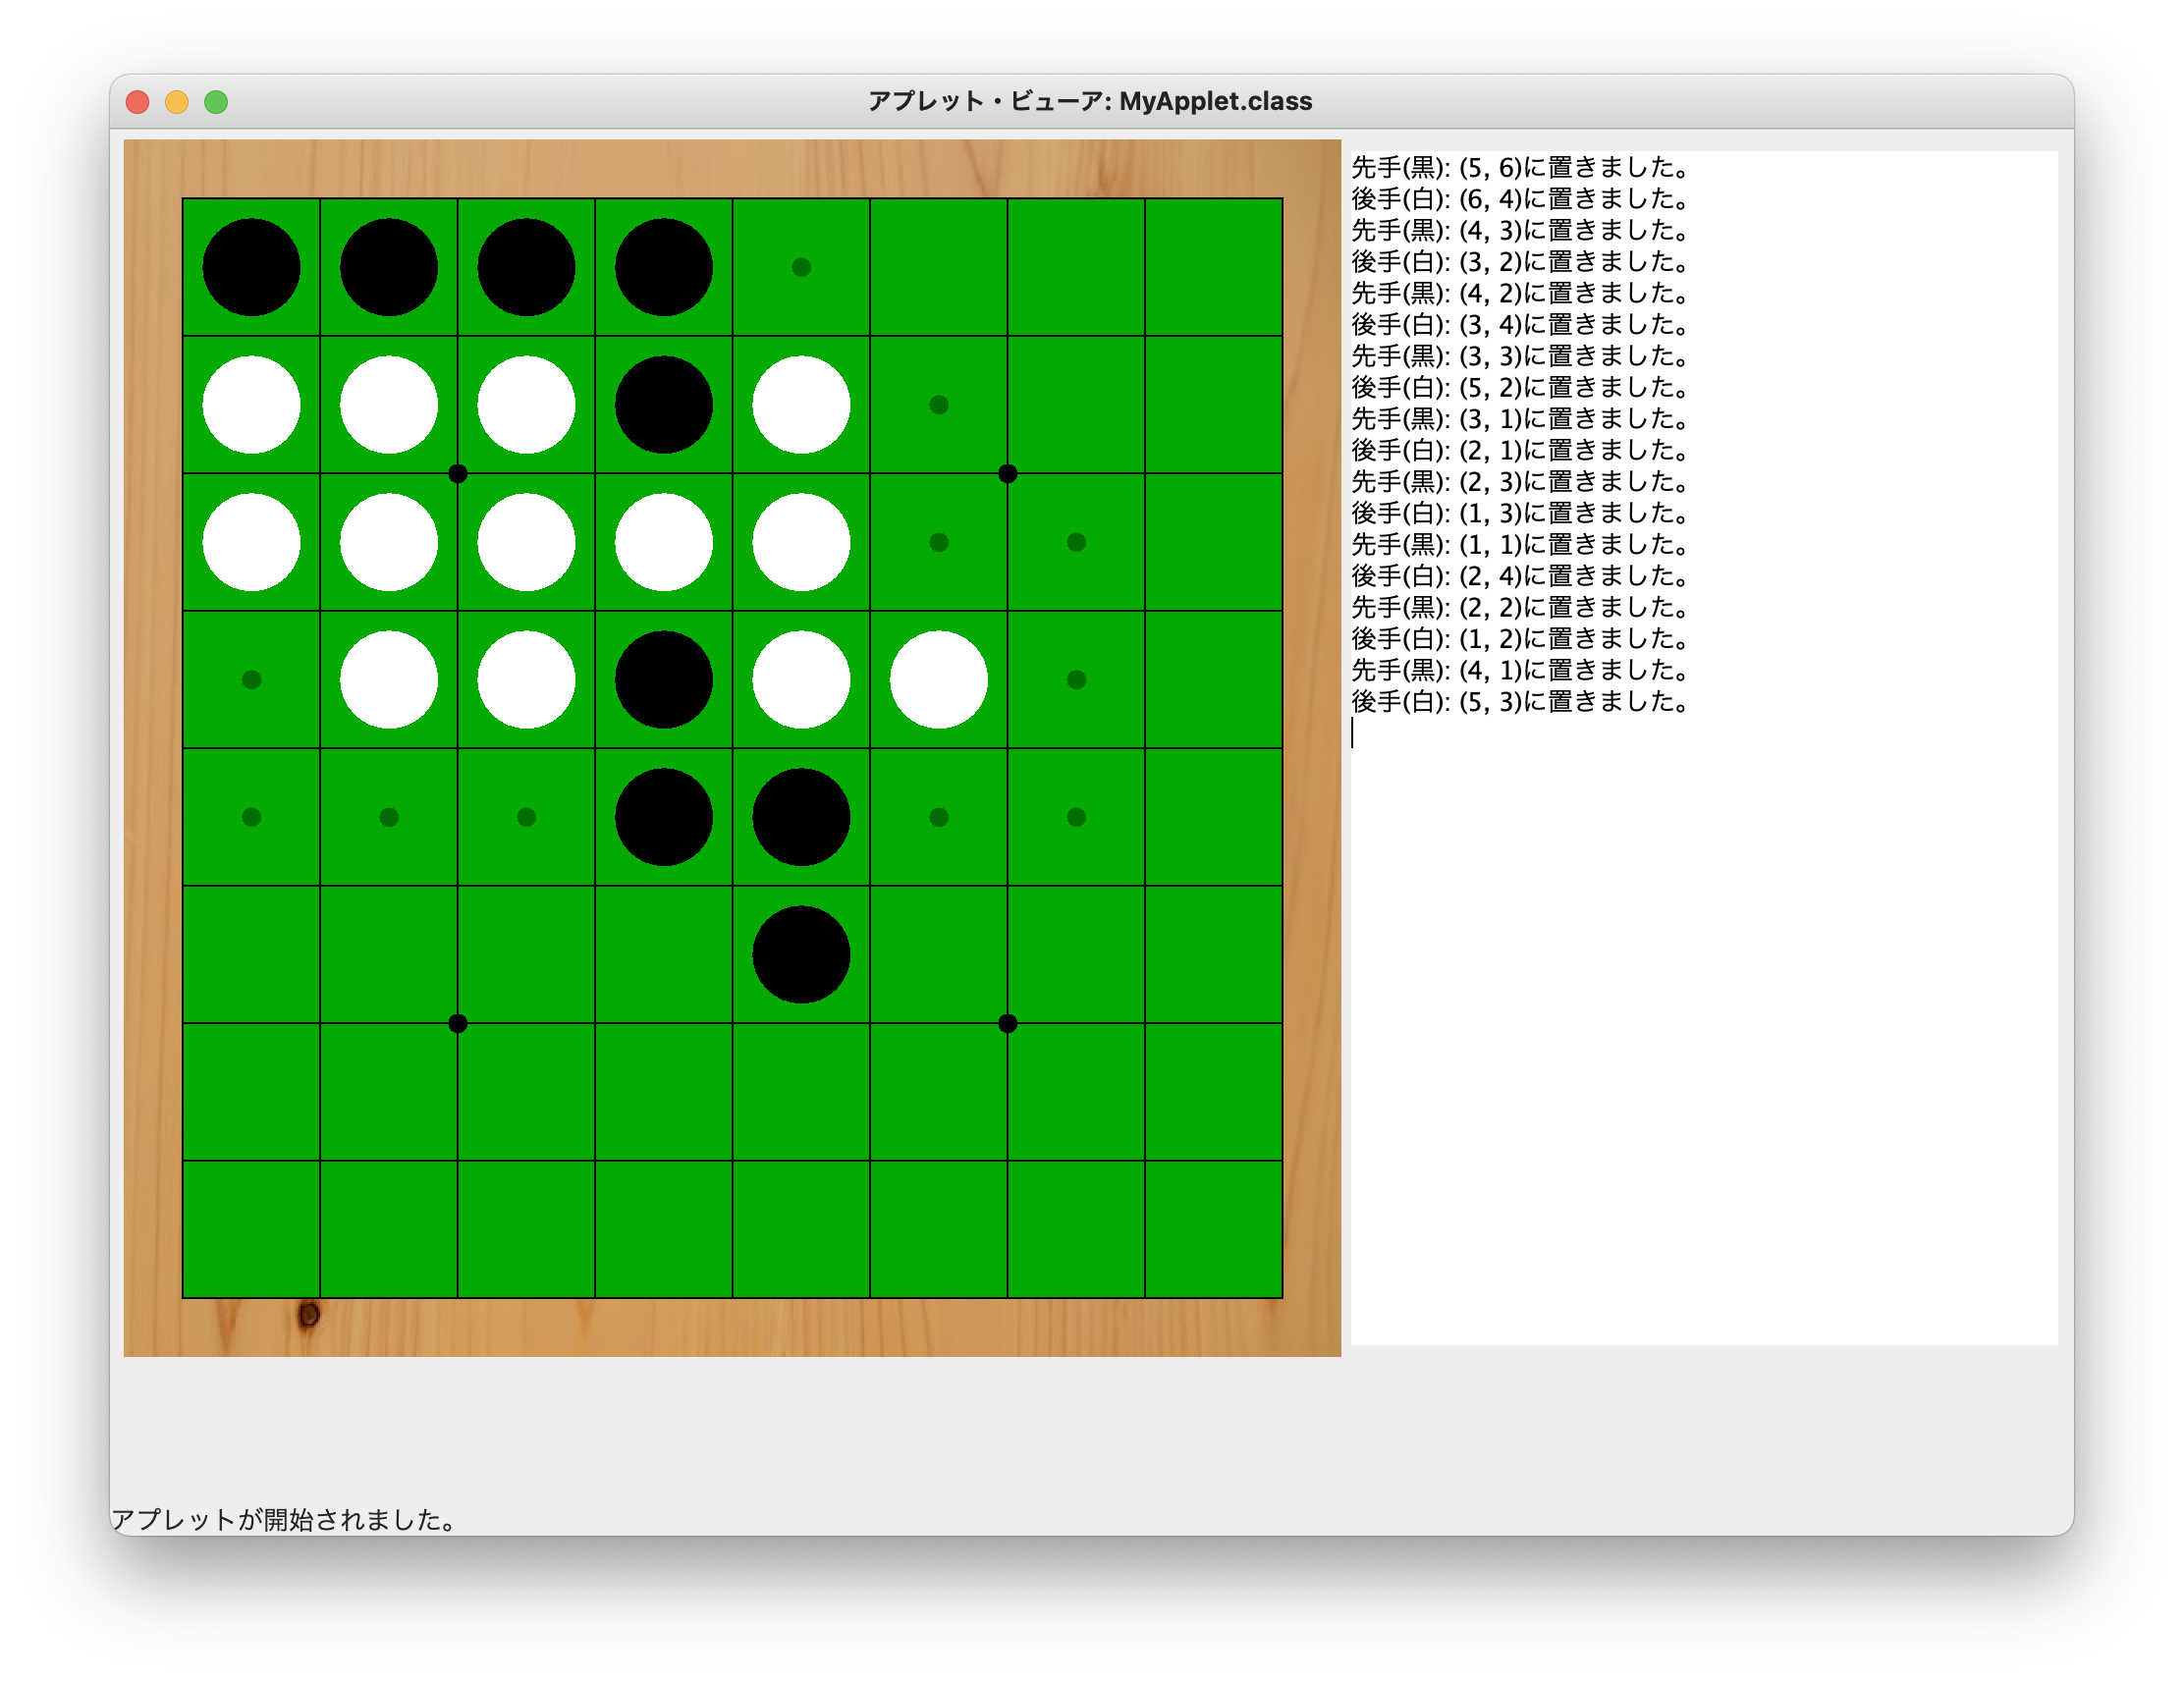 アプレット・ビューア: MyApplet.class
先手(黒): (5, 6)に置きました。
後手(白): (6, 4)に置きました。
先手(黒): (4, 3)に置きました。
後手(白): (3, 2)に置きました。
先手(黒): (4, 2)に置きました。
後手(白): (3, 4)に置きました。
先手(黒): (3, 3)に置きました。
後手(白): (5, 2)に置きました。
先手(黒): (3, 1)に置きました。
後手(白): (2, 1)に置きました。
先手(黒): (2, 3)に置きました。
後手(白): (1, 3)に置きました。
先手(黒): (1, 1)に置きました。
後手(白): (2, 4)に置きました。
先手(黒): (2, 2)に置きました。
後手(白): (1, 2)に置きました。
先手(黒): (4, 1)に置きました。
後手(白): (5, 3)に置きました。
アプレットが開始されました。